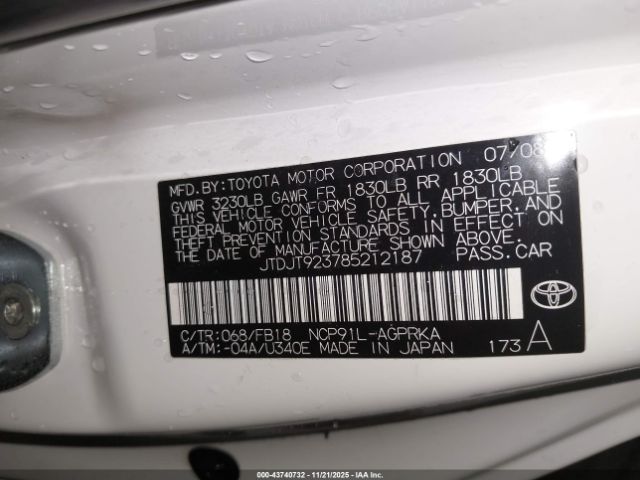 MFD. BY: TOYOTA MOTOR CORPORATION 07/08
GVWR 3230LB GAWR FR 1830LB RR 1830LB
THIS VEHICLE CONFORMS TO ALL APPLICABLE
FEDERAL MOTOR VEHICLE SAFETY, BUMPER, AND
THEFT PREVENTION STANDARDS IN EFFECT ON
THE DATE OF MANUFACTURE SHOWN ABOVE.
JTDJT923785212187 PASS. CAR
C/TR: 068/FB18 NCP91L-AGPRKA
A/TM: -04A/U340E MADE IN JAPAN 173 A
000-43740732 - 11/21/2025 - IAAI.COM